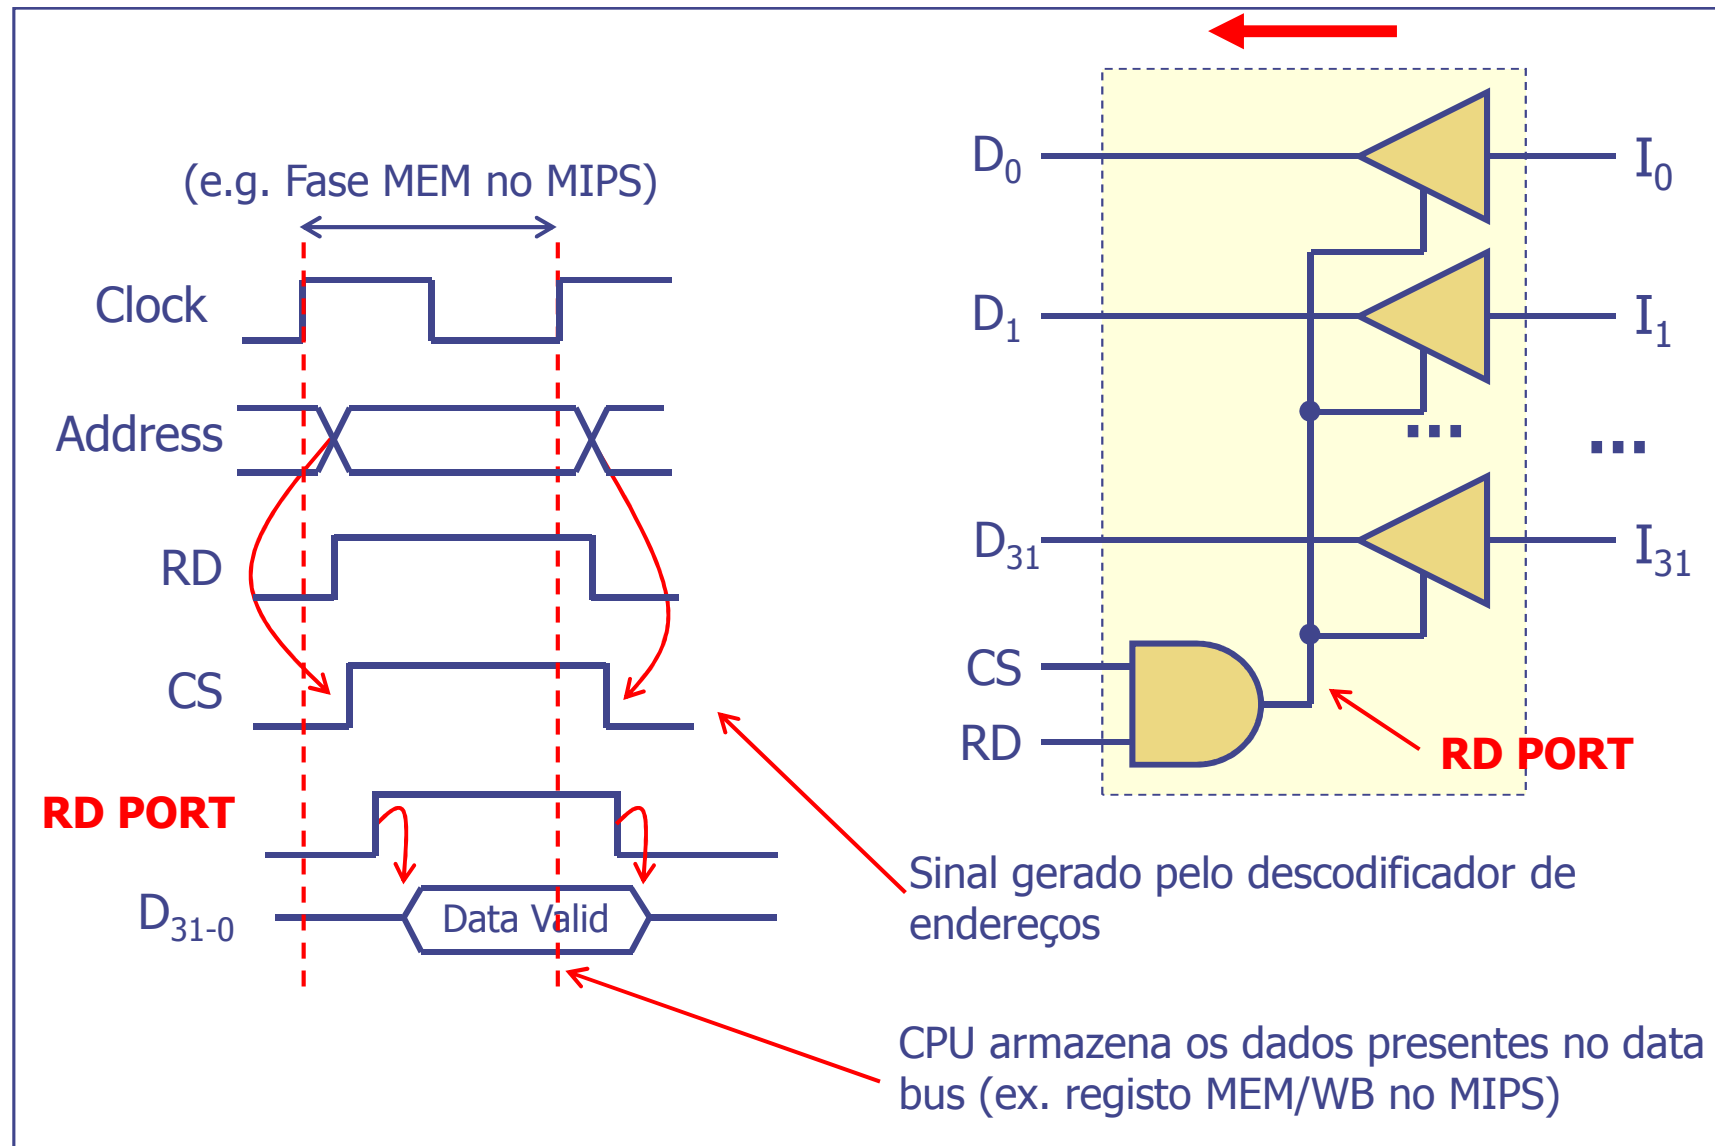 (e.g. Fase MEM no MIPS)
Clock
Address
RD
CS
RD PORT
D31-0
Data Valid
D0
I0
D1
I1
...
...
D31
I31
CS
RD
RD PORT
Sinal gerado pelo descodificador de
endereços
CPU armazena os dados presentes no data
bus (ex. registo MEM/WB no MIPS)